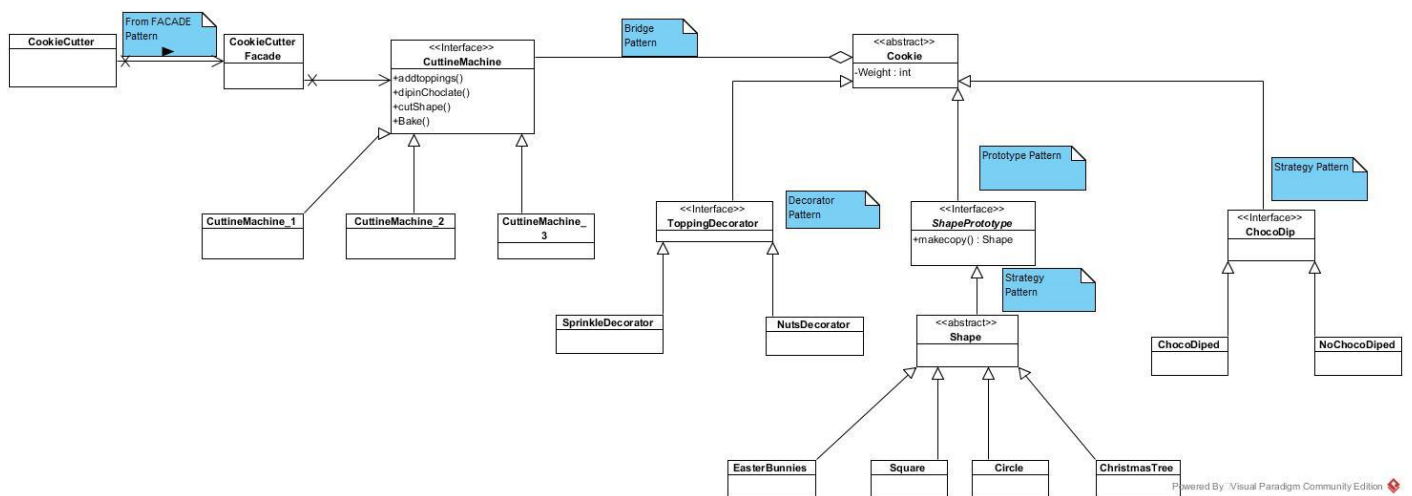 From FACADE
Pattern
CookieCutter
CookieCutter
Facade
<<Interface>>
CuttineMachine
+addtoppings()
+dipinChoclate()
+cutShape()
+Bake()
Bridge
Pattern
<<abstract>>
Cookie
-Weight : int
CuttineMachine_1
CuttineMachine_2
CuttineMachine_
3
<<Interface>>
ToppingDecorator
Decorator
Pattern
Prototype Pattern
<<Interface>>
ShapePrototype
+makecopy() : Shape
Strategy Pattern
<<Interface>>
ChocoDip
Strategy
Pattern
SprinkleDecorator
NutsDecorator
<<abstract>>
Shape
ChocoDiped
NoChocoDiped
EasterBunnies
Square
Circle
ChristmasTree
Powered By Visual Paradigm Community Edition